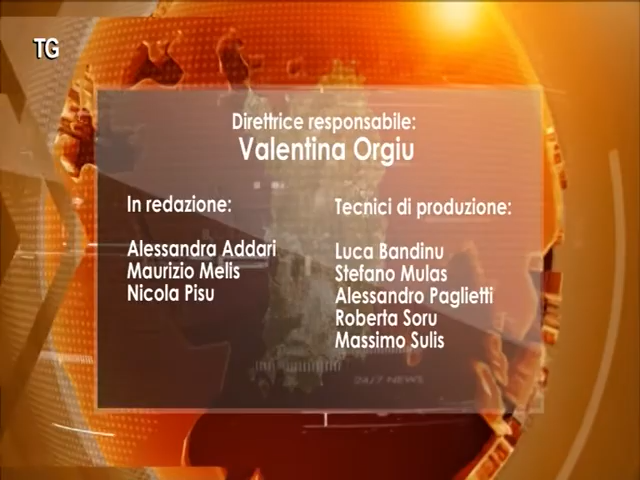 TG
Direttrice responsabile:
Valentina Orgiu
In redazione:
Alessandra Addari
Maurizio Melis
Nicola Pisu
Tecnici di produzione:
Luca Bandinu
Stefano Mulas
Alessandro Paglietti
Roberta Soru
Massimo Sulis
24/7 NEWS